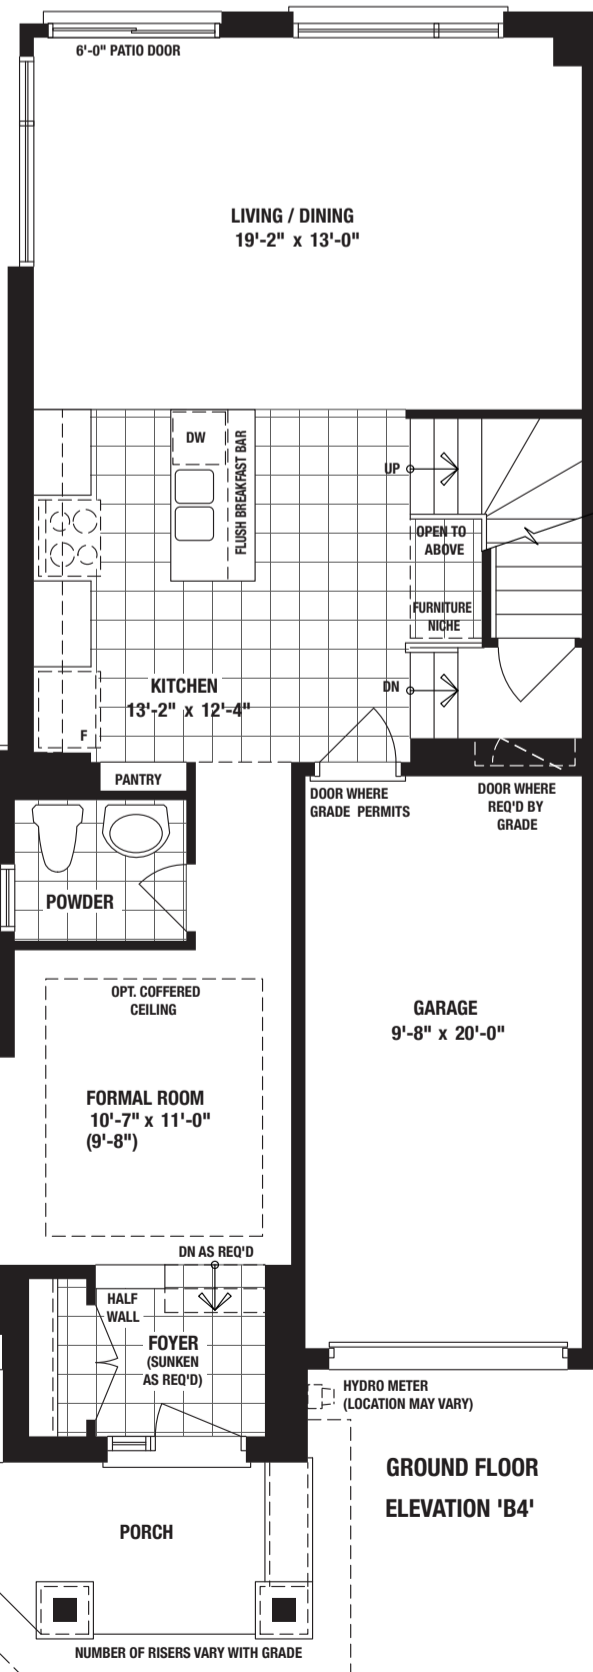 6'-0" PATIO DOOR
LIVING / DINING
19'-2" x 13'-0"
DW
FLUSH BREAKFAST BAR
UP
OPEN TO
ABOVE
FURNITURE
NICHE
KITCHEN
13'-2" x 12'-4"
DN
F
PANTRY
DOOR WHERE
GRADE PERMITS
DOOR WHERE
REQ'D BY
GRADE
POWDER
OPT. COFFERED
CEILING
GARAGE
9'-8" x 20'-0"
FORMAL ROOM
10'-7" x 11'-0"
(9'-8")
DN AS REQ'D
HALF
WALL
FOYER
(SUNKEN
AS REQ'D)
HYDRO METER
(LOCATION MAY VARY)
GROUND FLOOR
ELEVATION 'B4'
PORCH
NUMBER OF RISERS VARY WITH GRADE